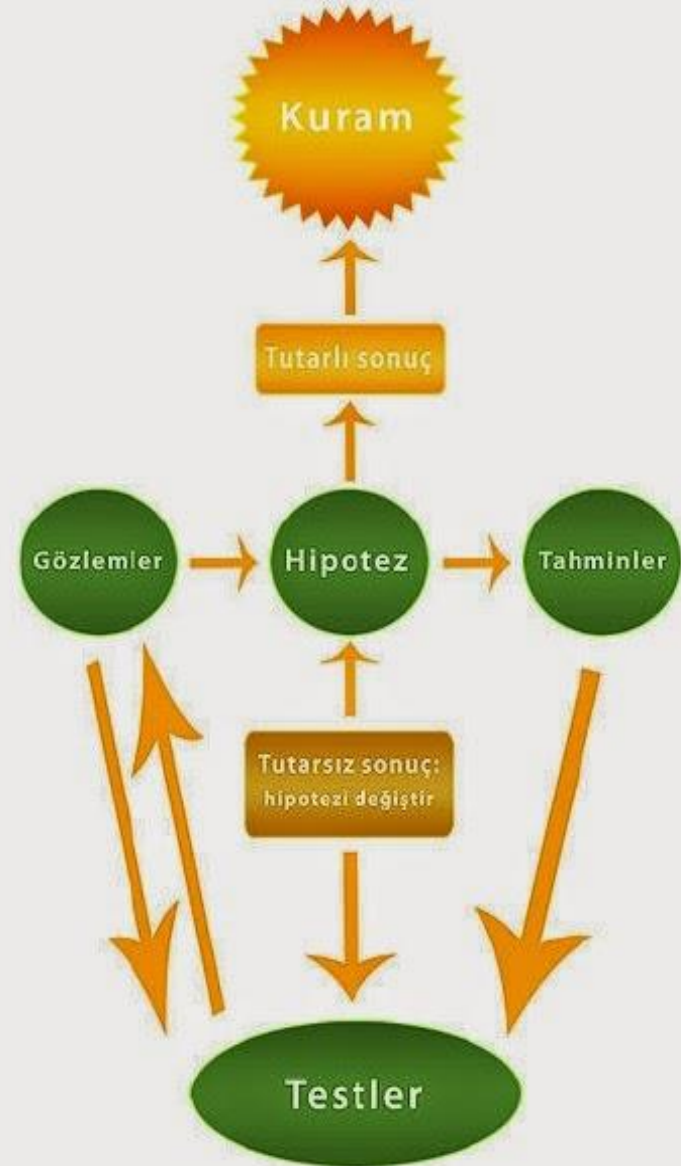 Kuram
Tutarlı sonuç
Gözlemler
Hipotez
Tahminler
Tutarsız sonuç:
hipotezi değiştir
Testler